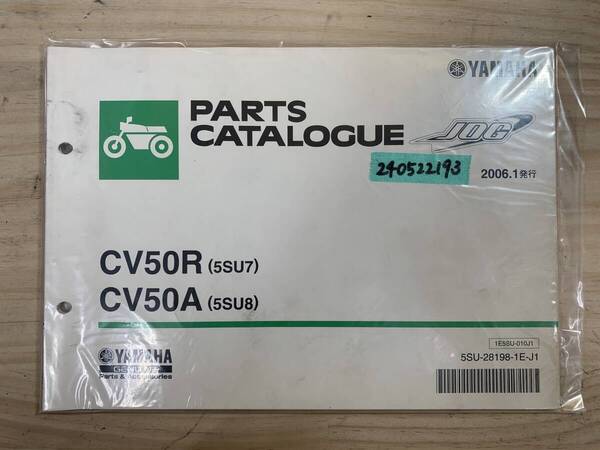 YAMAHA
PARTS
CATALOGUE
JOG
240522193
2006.1発行
CV50R (5SU7)
CV50A (5SU8)
1E5SU-010J1
5SU-28198-1E-J1
YAMAHA
GENUINE
Parts & Accessories